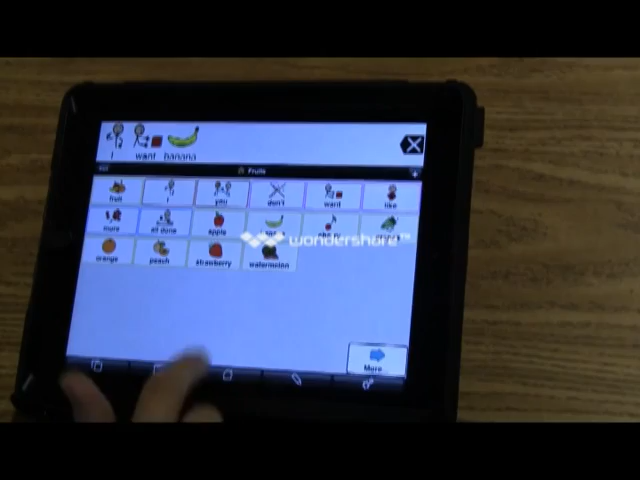 I want banana
Fruits
fruit I you don't want like
more all done apple
orange peach strawberry watermelon
wondershare
More